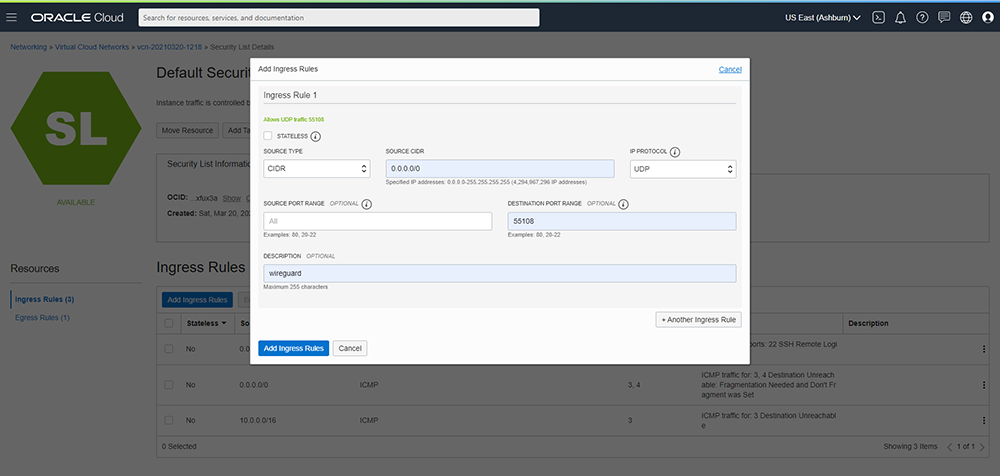 ORACLE Cloud
Search for resources, services, and documentation
US East (Ashburn)
Networking » Virtual Cloud Networks » vcn-20210320-1218 » Security List Details
Default Securit
Add Ingress Rules
Cancel
Ingress Rule 1
Instance traffic is controlled b
Allows UDP traffic 55108
Move Resource
Add Ta
STATELESS
SL
SOURCE TYPE
SOURCE CIDR
IP PROTOCOL
Security List Informati
CIDR
0.0.0.0/0
UDP
Specified IP addresses: 0.0.0.0-255.255.255.255 (4,294,967,296 IP addresses)
AVAILABLE
OCID: ...xfux3a Show
Created: Sat, Mar 20, 20
SOURCE PORT RANGE OPTIONAL
DESTINATION PORT RANGE OPTIONAL
All
55108
Examples: 80, 20-22
Examples: 80, 20-22
DESCRIPTION OPTIONAL
wireguard
Maximum 255 characters
Resources
Ingress Rules
Ingress Rules (3)
Egress Rules (1)
Add Ingress Rules
+ Another Ingress Rule
Stateless
So
Description
Add Ingress Rules
Cancel
No
0.0
orts: 22 SSH Remote Logi
No
0.0.0.0/0
ICMP
3, 4
ICMP traffic for: 3, 4 Destination Unreach
able: Fragmentation Needed and Don't Fr
agment was Set
No
10.0.0.0/16
ICMP
3
ICMP traffic for: 3 Destination Unreachabl
e
0 Selected
Showing 3 Items
1 of 1